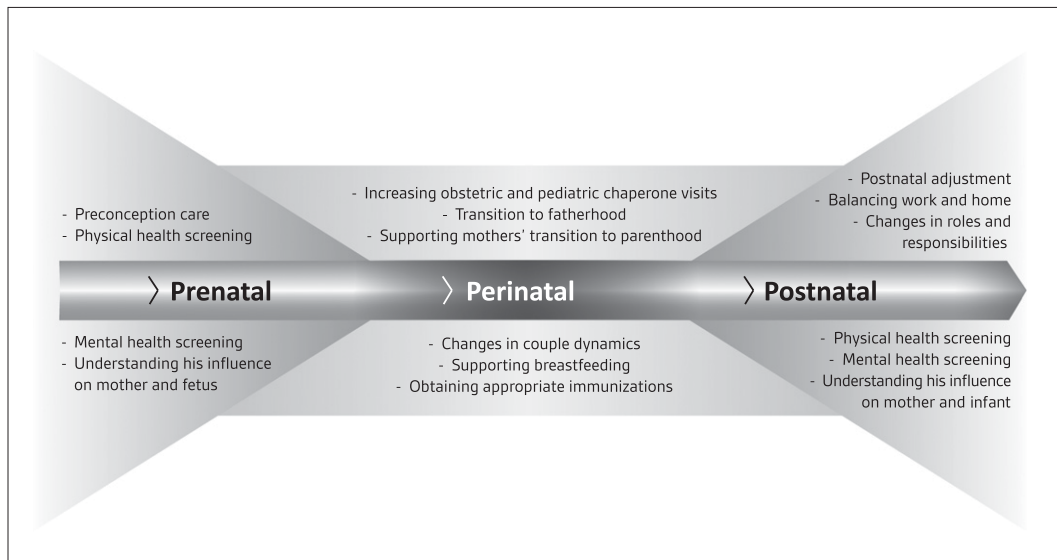 - Preconception care
- Physical health screening
- Increasing obstetric and pediatric chaperone visits
- Transition to fatherhood
- Supporting mothers' transition to parenthood
- Postnatal adjustment
- Balancing work and home
- Changes in roles and
responsibilities
Prenatal
Perinatal
Postnatal
- Mental health screening
- Understanding his influence
on mother and fetus
- Changes in couple dynamics
- Supporting breastfeeding
- Obtaining appropriate immunizations
- Physical health screening
- Mental health screening
- Understanding his influence
on mother and infant